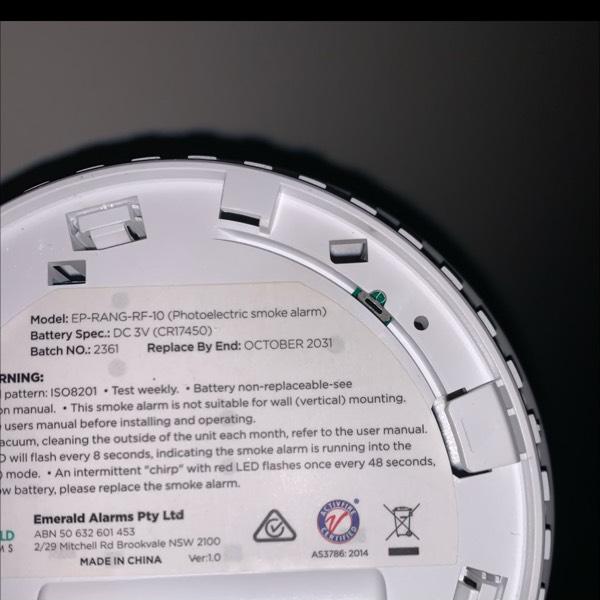 Model: EP-RANG-RF-10 (Photoelectric smoke alarm)
Battery Spec.: DC 3V (CR17450)
Batch NO.: 2361 Replace By End: OCTOBER 2031
RNING:
l pattern: ISO8201 • Test weekly. • Battery non-replaceable-see
on manual. • This smoke alarm is not suitable for wall (vertical) mounting.
users manual before installing and operating.
acuum, cleaning the outside of the unit each month, refer to the user manual.
D will flash every 8 seconds, indicating the smoke alarm is running into the
) mode. • An intermittent "chirp" with red LED flashes once every 48 seconds,
ow battery, please replace the smoke alarm.
LD
M S
Emerald Alarms Pty Ltd
ABN 50 632 601 453
2/29 Mitchell Rd Brookvale NSW 2100
MADE IN CHINA Ver:1.0
ACTIVFIRE
CERTIFIED
AS3786: 2014